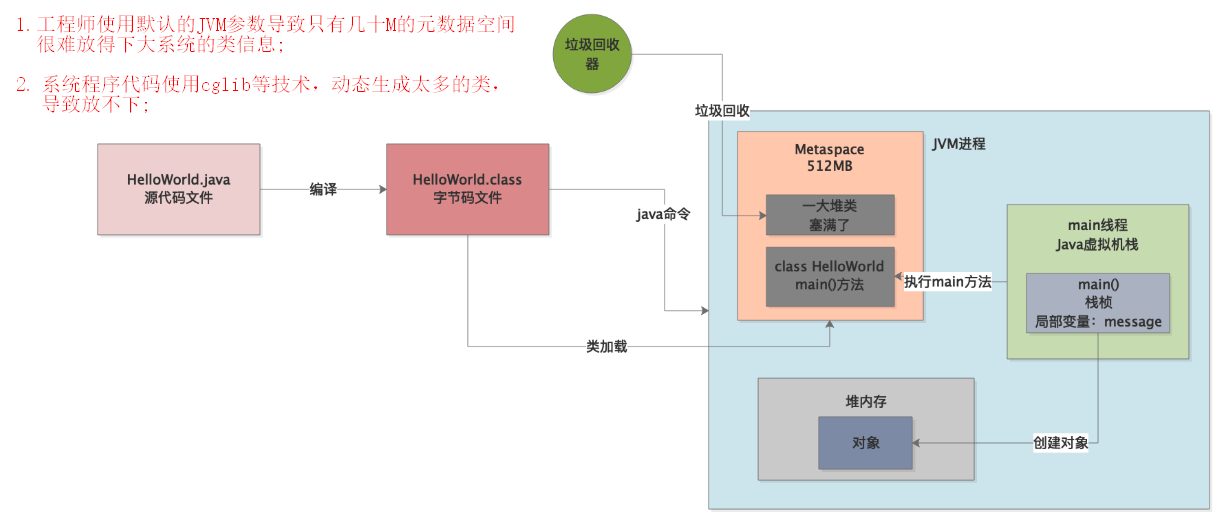 1. 工程师使用默认的JVM参数导致只有几十M的元数据空间
很难放得下大系统的类信息;
2. 系统程序代码使用cglib等技术，动态生成太多的类，
导致放不下;
垃圾回收
器
垃圾回收
JVM进程
Metaspace
512MB
HelloWorld.java
源代码文件
编译
HelloWorld.class
字节码文件
java命令
一大堆类
塞满了
class HelloWorld
main()方法
执行main方法
main线程
Java虚拟机栈
main()
栈桢
局部变量：message
类加载
堆内存
对象
创建对象